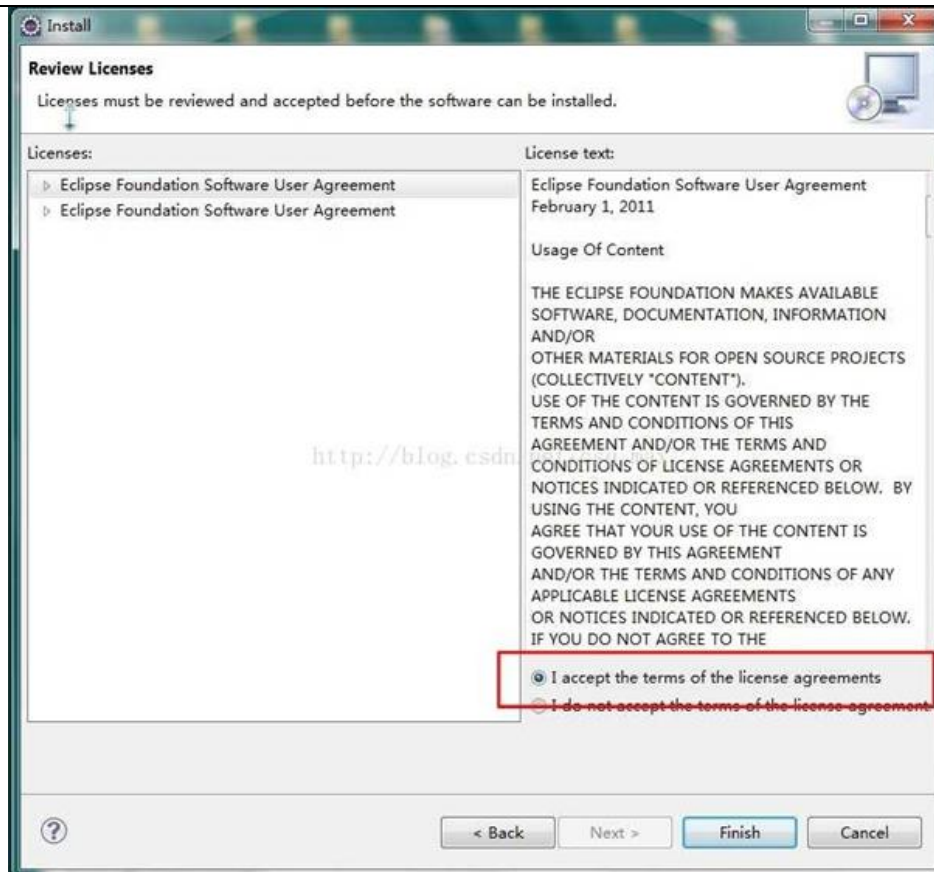 Install
Review Licenses
Licenses must be reviewed and accepted before the software can be installed.
Licenses:
Eclipse Foundation Software User Agreement
Eclipse Foundation Software User Agreement
License text:
Eclipse Foundation Software User Agreement
February 1, 2011
Usage Of Content
THE ECLIPSE FOUNDATION MAKES AVAILABLE
SOFTWARE, DOCUMENTATION, INFORMATION
AND/OR
OTHER MATERIALS FOR OPEN SOURCE PROJECTS
(COLLECTIVELY "CONTENT").
USE OF THE CONTENT IS GOVERNED BY THE
TERMS AND CONDITIONS OF THIS
AGREEMENT AND/OR THE TERMS AND
CONDITIONS OF LICENSE AGREEMENTS OR
NOTICES INDICATED OR REFERENCED BELOW. BY
USING THE CONTENT, YOU
AGREE THAT YOUR USE OF THE CONTENT IS
GOVERNED BY THIS AGREEMENT
AND/OR THE TERMS AND CONDITIONS OF ANY
APPLICABLE LICENSE AGREEMENTS
OR NOTICES INDICATED OR REFERENCED BELOW.
IF YOU DO NOT AGREE TO THE
I accept the terms of the license agreements
I do not accept the terms of the license agreement
http://blog.csdn.
< Back
Next >
Finish
Cancel